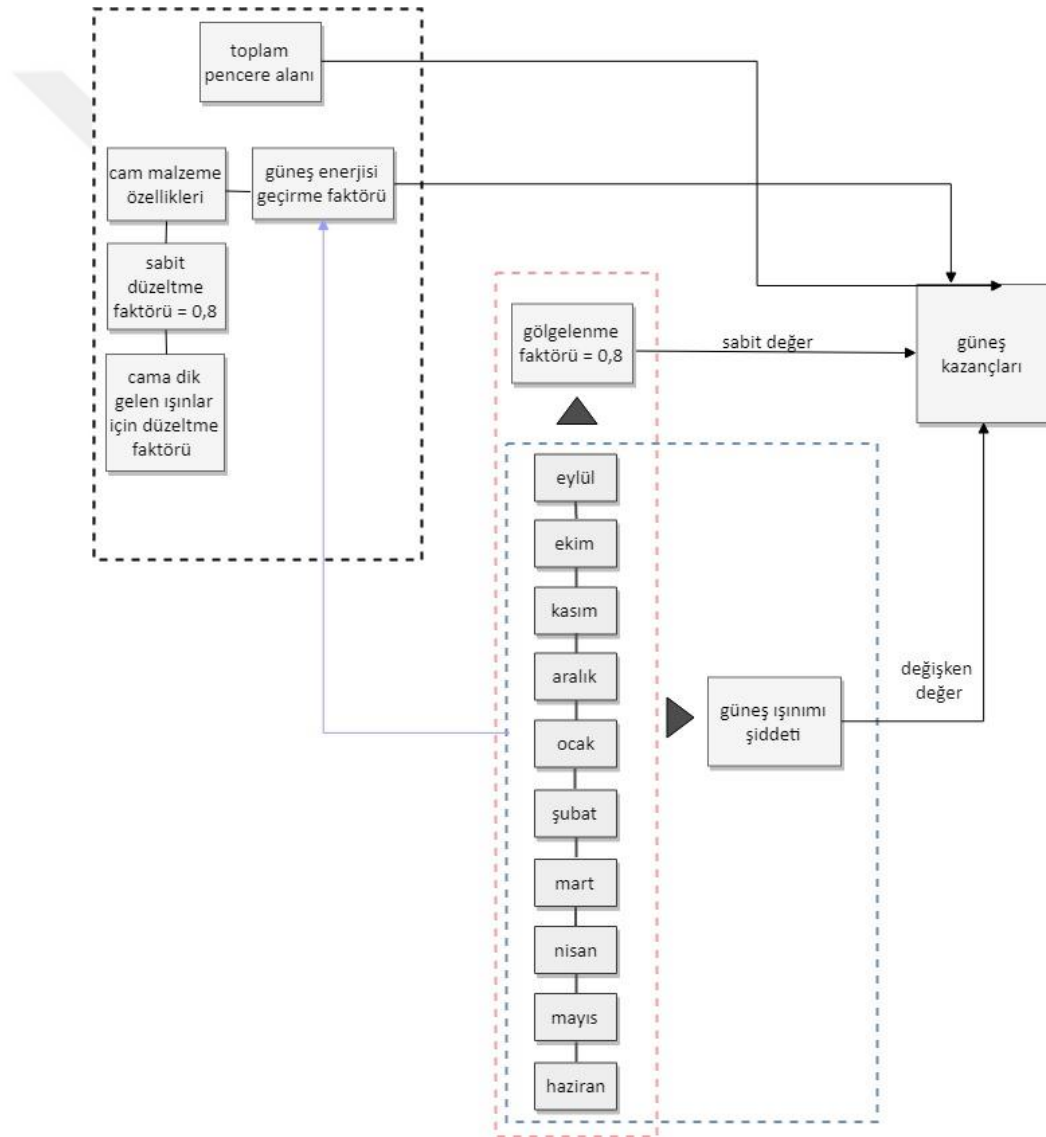 toplam
pencere alanı
cam malzeme
özellikleri
güneş enerjisi
geçirme faktörü
sabit
düzeltme
faktörü = 0,8
cama dik
gelen ışınlar
için düzeltme
faktörü
gölgelenme
faktörü = 0,8
sabit değer
güneş
kazançları
eylül
ekim
kasım
aralık
ocak
şubat
mart
nisan
mayıs
haziran
güneş ışınımı
şiddeti
değişken
değer